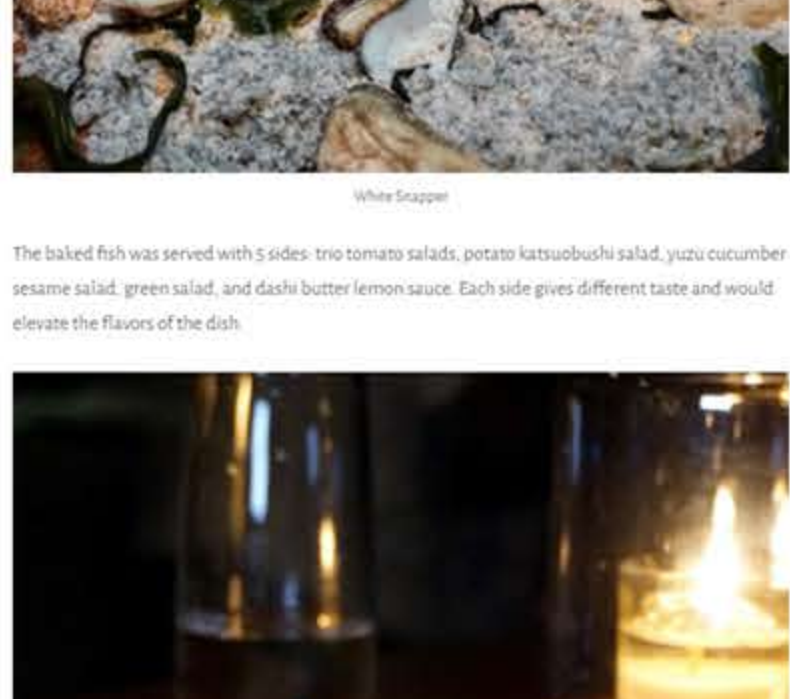 White Snapper
The baked fish was served with 5 sides: trio tomato salads, potato katsuobushi salad, yuzu cucumber
sesame salad, green salad, and dashi butter lemon sauce. Each side gives different taste and would
elevate the flavors of the dish.